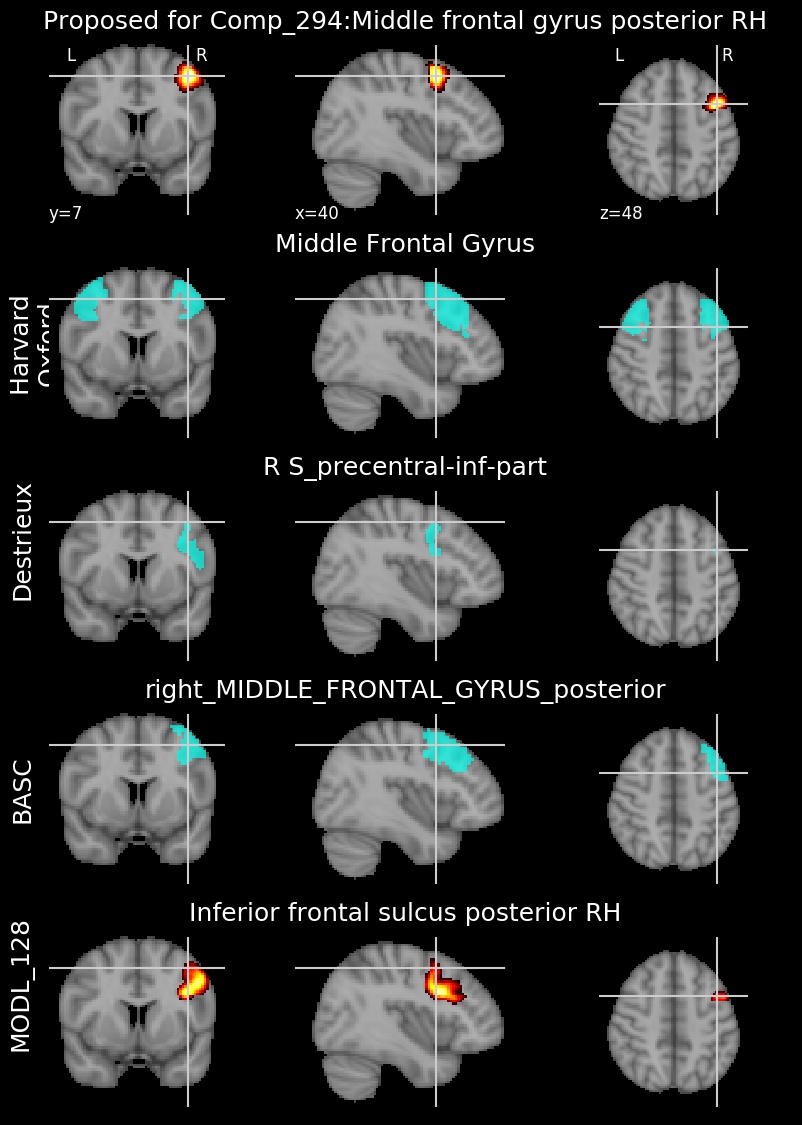 Proposed for Comp_294:Middle frontal gyrus posterior RH
L R
L R
y=7
x=40
z=48
Middle Frontal Gyrus
Harvard
Oxford
R S_precentral-inf-part
Destrieux
right_MIDDLE_FRONTAL_GYRUS_posterior
BASC
Inferior frontal sulcus posterior RH
MODL_128